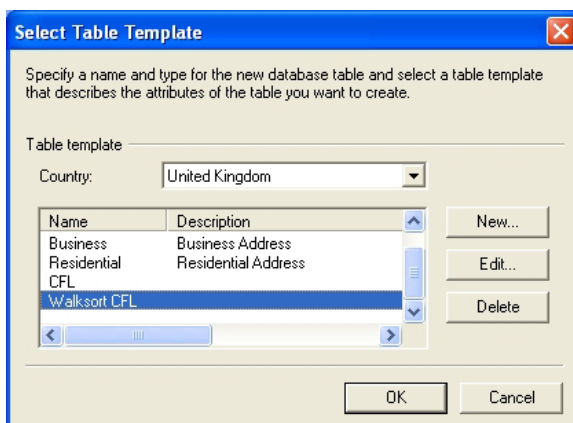 Select Table Template
Specify a name and type for the new database table and select a table template
that describes the attributes of the table you want to create.
Table template
Country: United Kingdom
Name Description New...
Business Business Address
Residential Residential Address Edit...
CFL
Walksort CFL Delete
OK Cancel